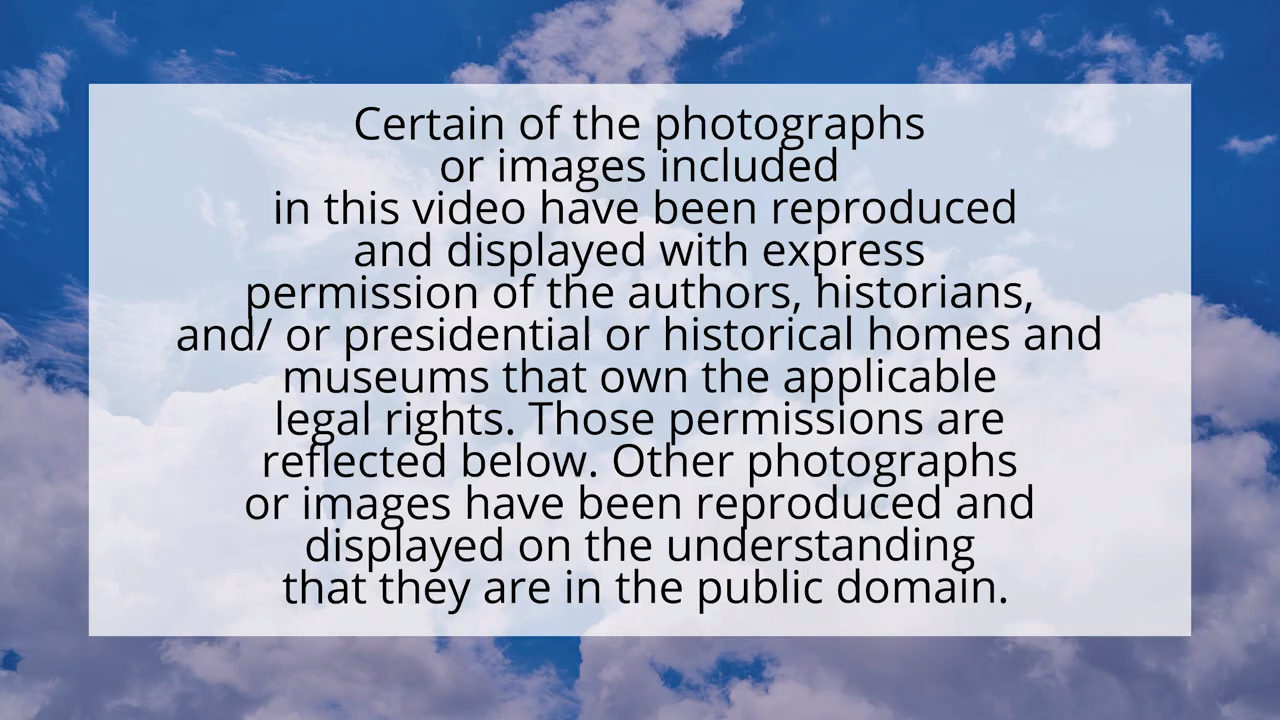 Certain of the photographs
or images included
in this video have been reproduced
and displayed with express
permission of the authors, historians,
and/ or presidential or historical homes and
museums that own the applicable
legal rights. Those permissions are
reflected below. Other photographs
or images have been reproduced and
displayed on the understanding
that they are in the public domain.